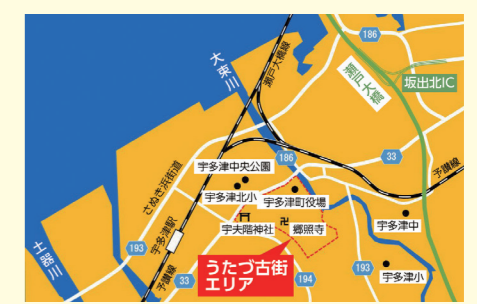 186
大束川
瀬戸大橋線
瀬戸大橋
坂出北IC
宇多津中央公園
186
33
予讃線
さぬき浜街道
宇多津北小
宇多津町役場
宇夫階神社
卍
郷照寺
宇多津中
宇多津駅
土器川
193
予讃線
33
うたづ古街
エリア
194
193
宇多津小